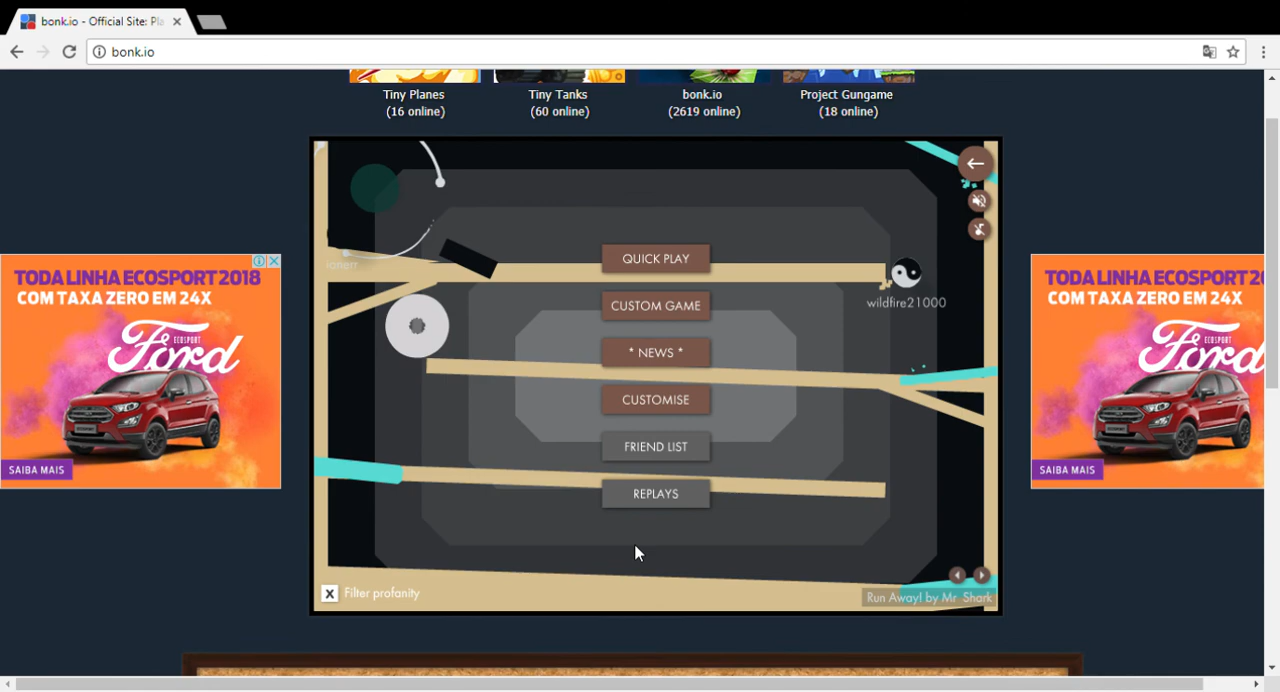 bonk.io - Official Site: Pla
bonk.io
Tiny Planes
(16 online)
Tiny Tanks
(60 online)
bonk.io
(2619 online)
Project Gungame
(18 online)
TODA LINHA ECOSPORT 2018
COM TAXA ZERO EM 24X
ECOSPORT
Ford
SAIBA MAIS
QUICK PLAY
CUSTOM GAME
* NEWS *
CUSTOMISE
FRIEND LIST
REPLAYS
wildfire21000
X Filter profanity
Run Away! by Mr Shark
TODA LINHA ECOSPORT 20
COM TAXA ZERO EM 24X
ECOSPORT
Ford
SAIBA MAIS